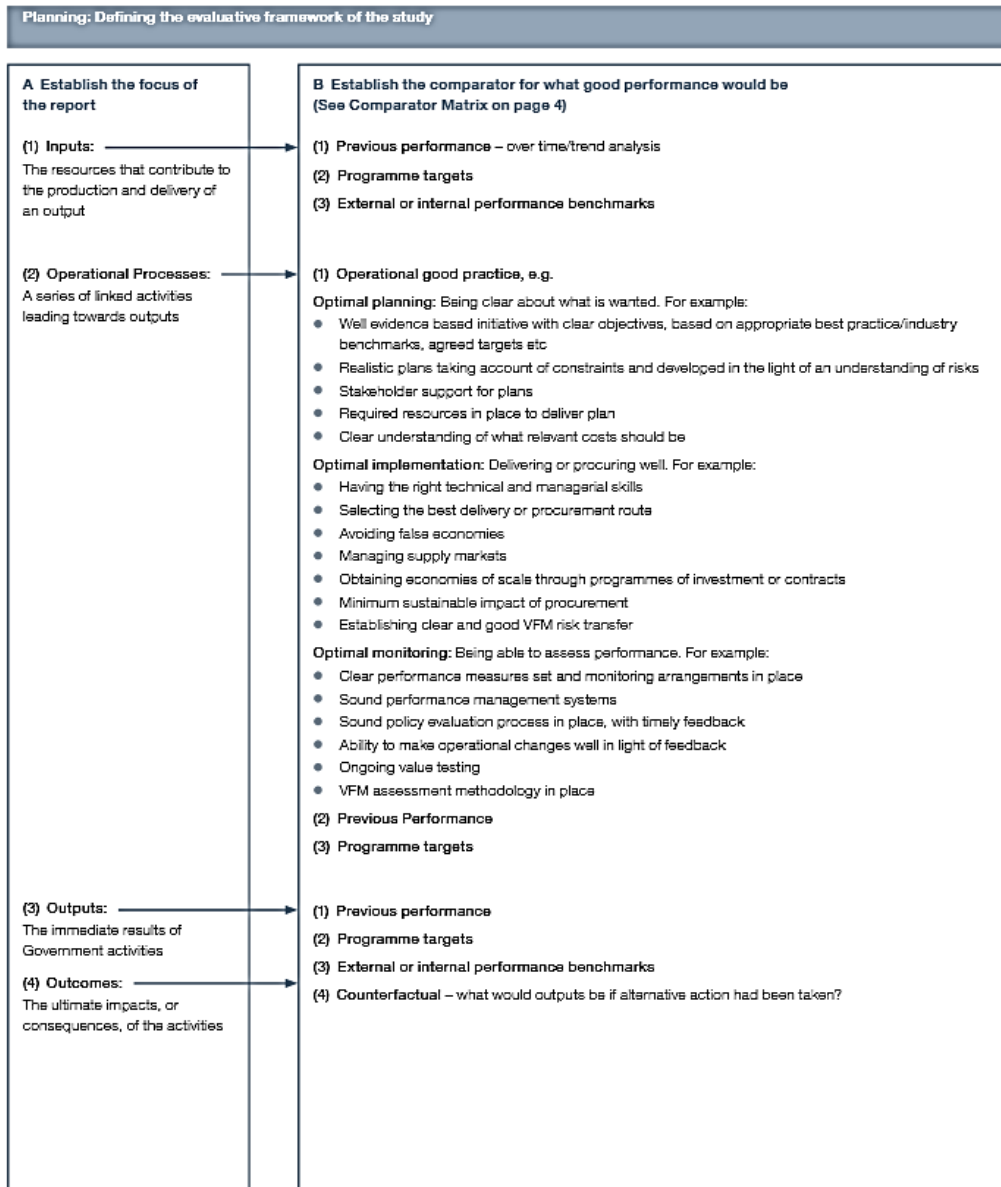 Planning: Defining the evaluative framework of the study
A Establish the focus of
the report
(1) Inputs:
The resources that contribute to
the production and delivery of
an output
(2) Operational Processes:
A series of linked activities
leading towards outputs
(3) Outputs:
The immediate results of
Government activities
(4) Outcomes:
The ultimate impacts, or
consequences, of the activities
B Establish the comparator for what good performance would be
(See Comparator Matrix on page 4)
(1) Previous performance – over time/trend analysis
(2) Programme targets
(3) External or internal performance benchmarks
(1) Operational good practice, e.g.
Optimal planning: Being clear about what is wanted. For example:
• Well evidence based initiative with clear objectives, based on appropriate best practice/industry
benchmarks, agreed targets etc
• Realistic plans taking account of constraints and developed in the light of an understanding of risks
• Stakeholder support for plans
• Required resources in place to deliver plan
• Clear understanding of what relevant costs should be
Optimal implementation: Delivering or procuring well. For example:
• Having the right technical and managerial skills
• Selecting the best delivery or procurement route
• Avoiding false economies
• Managing supply markets
• Obtaining economies of scale through programmes of investment or contracts
• Minimum sustainable impact of procurement
• Establishing clear and good VFM risk transfer
Optimal monitoring: Being able to assess performance. For example:
• Clear performance measures set and monitoring arrangements in place
• Sound performance management systems
• Sound policy evaluation process in place, with timely feedback
• Ability to make operational changes well in light of feedback
• Ongoing value testing
• VFM assessment methodology in place
(2) Previous Performance
(3) Programme targets
(1) Previous performance
(2) Programme targets
(3) External or internal performance benchmarks
(4) Counterfactual – what would outputs be if alternative action had been taken?